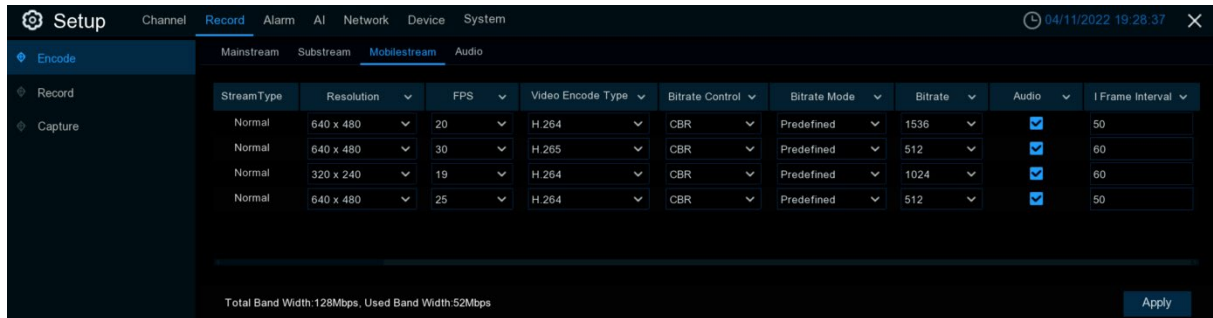 Setup Channel Record Alarm AI Network Device System 04/11/2022 19:28:37
Encode
Record
Capture
Mainstream Substream Mobilestream Audio
StreamType Resolution FPS Video Encode Type Bitrate Control Bitrate Mode Bitrate Audio I Frame Interval
Normal 640 x 480 20 H.264 CBR Predefined 1536 50
Normal 640 x 480 30 H.265 CBR Predefined 512 60
Normal 320 x 240 19 H.264 CBR Predefined 1024 60
Normal 640 x 480 25 H.264 CBR Predefined 512 50
Total Band Width:128Mbps, Used Band Width:52Mbps
Apply